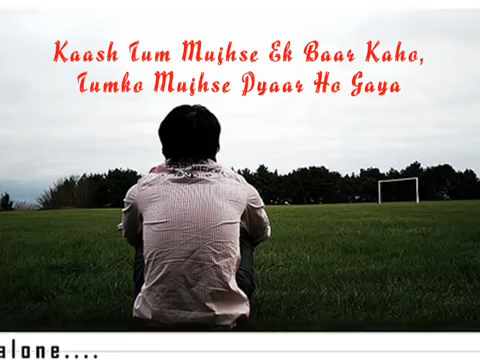 Kaash Tum Mujhse Ek Baar Kaho,
Tumko Mujhse Pyaar Ho Gaya
alone....